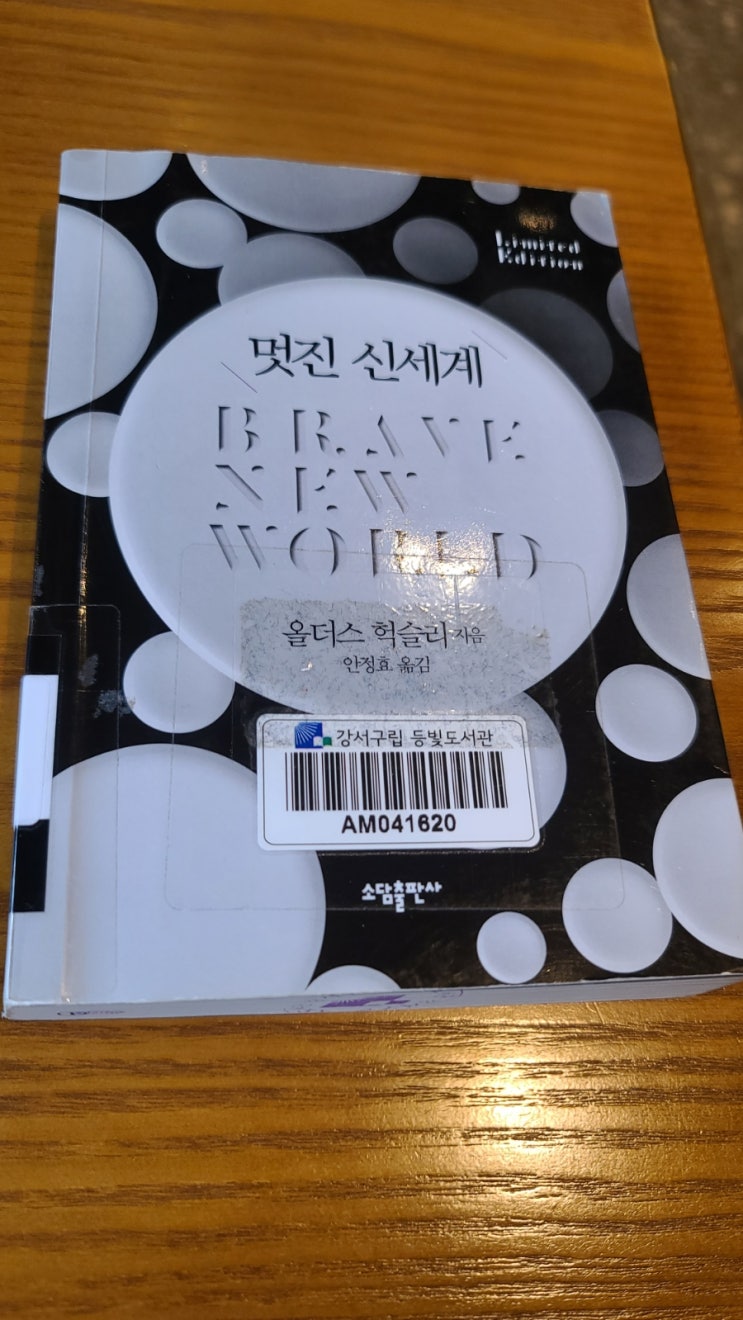 Limited
Edition
멋진 신세계
BRAVE
NEW
WORLD
올더스 헉슬리 지음
안정효 옮김
강서구립 등빛도서관
AM041620
소담출판사